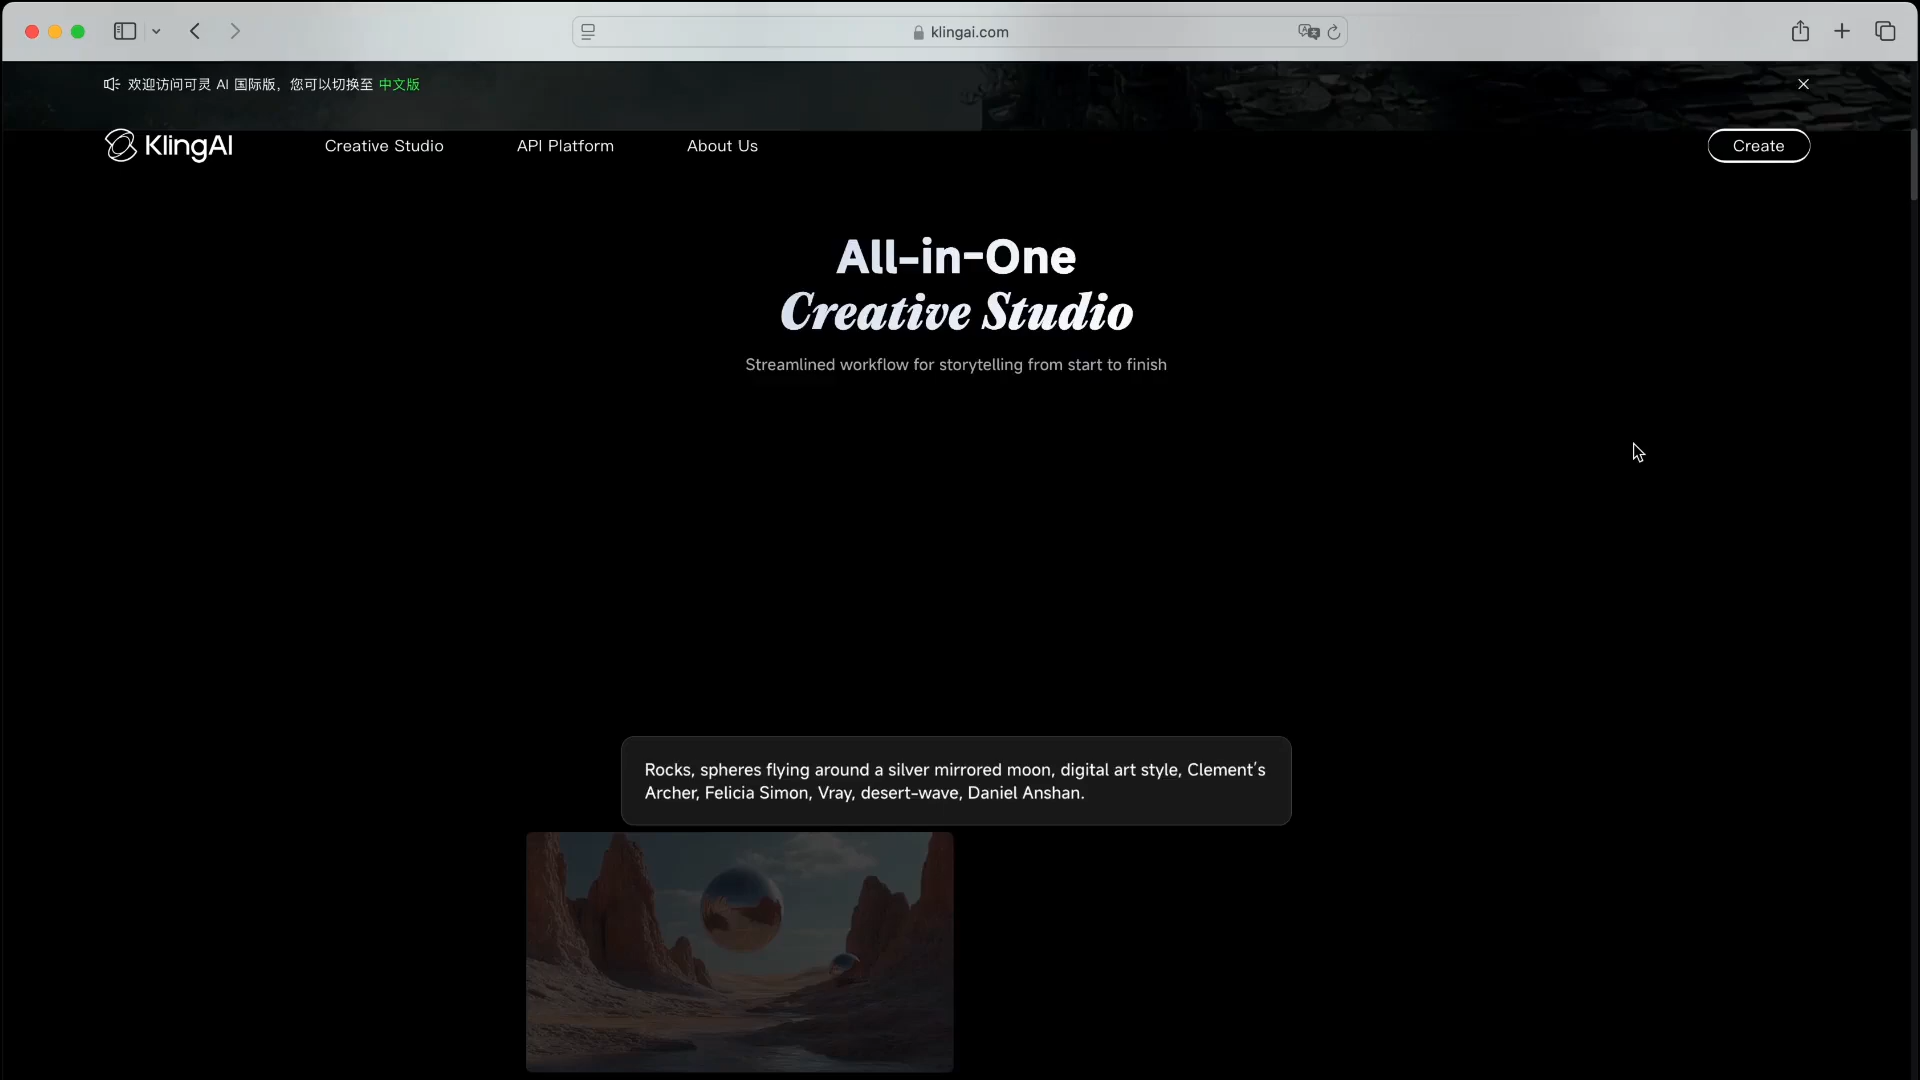 klingai.com
欢迎访问可灵 AI 国际版，您可以切换至 中文版
KlingAI
Creative Studio
API Platform
About Us
Create
All-in-One
Creative Studio
Streamlined workflow for storytelling from start to finish
Rocks, spheres flying around a silver mirrored moon, digital art style, Clement's
Archer, Felicia Simon, Vray, desert-wave, Daniel Anshan.